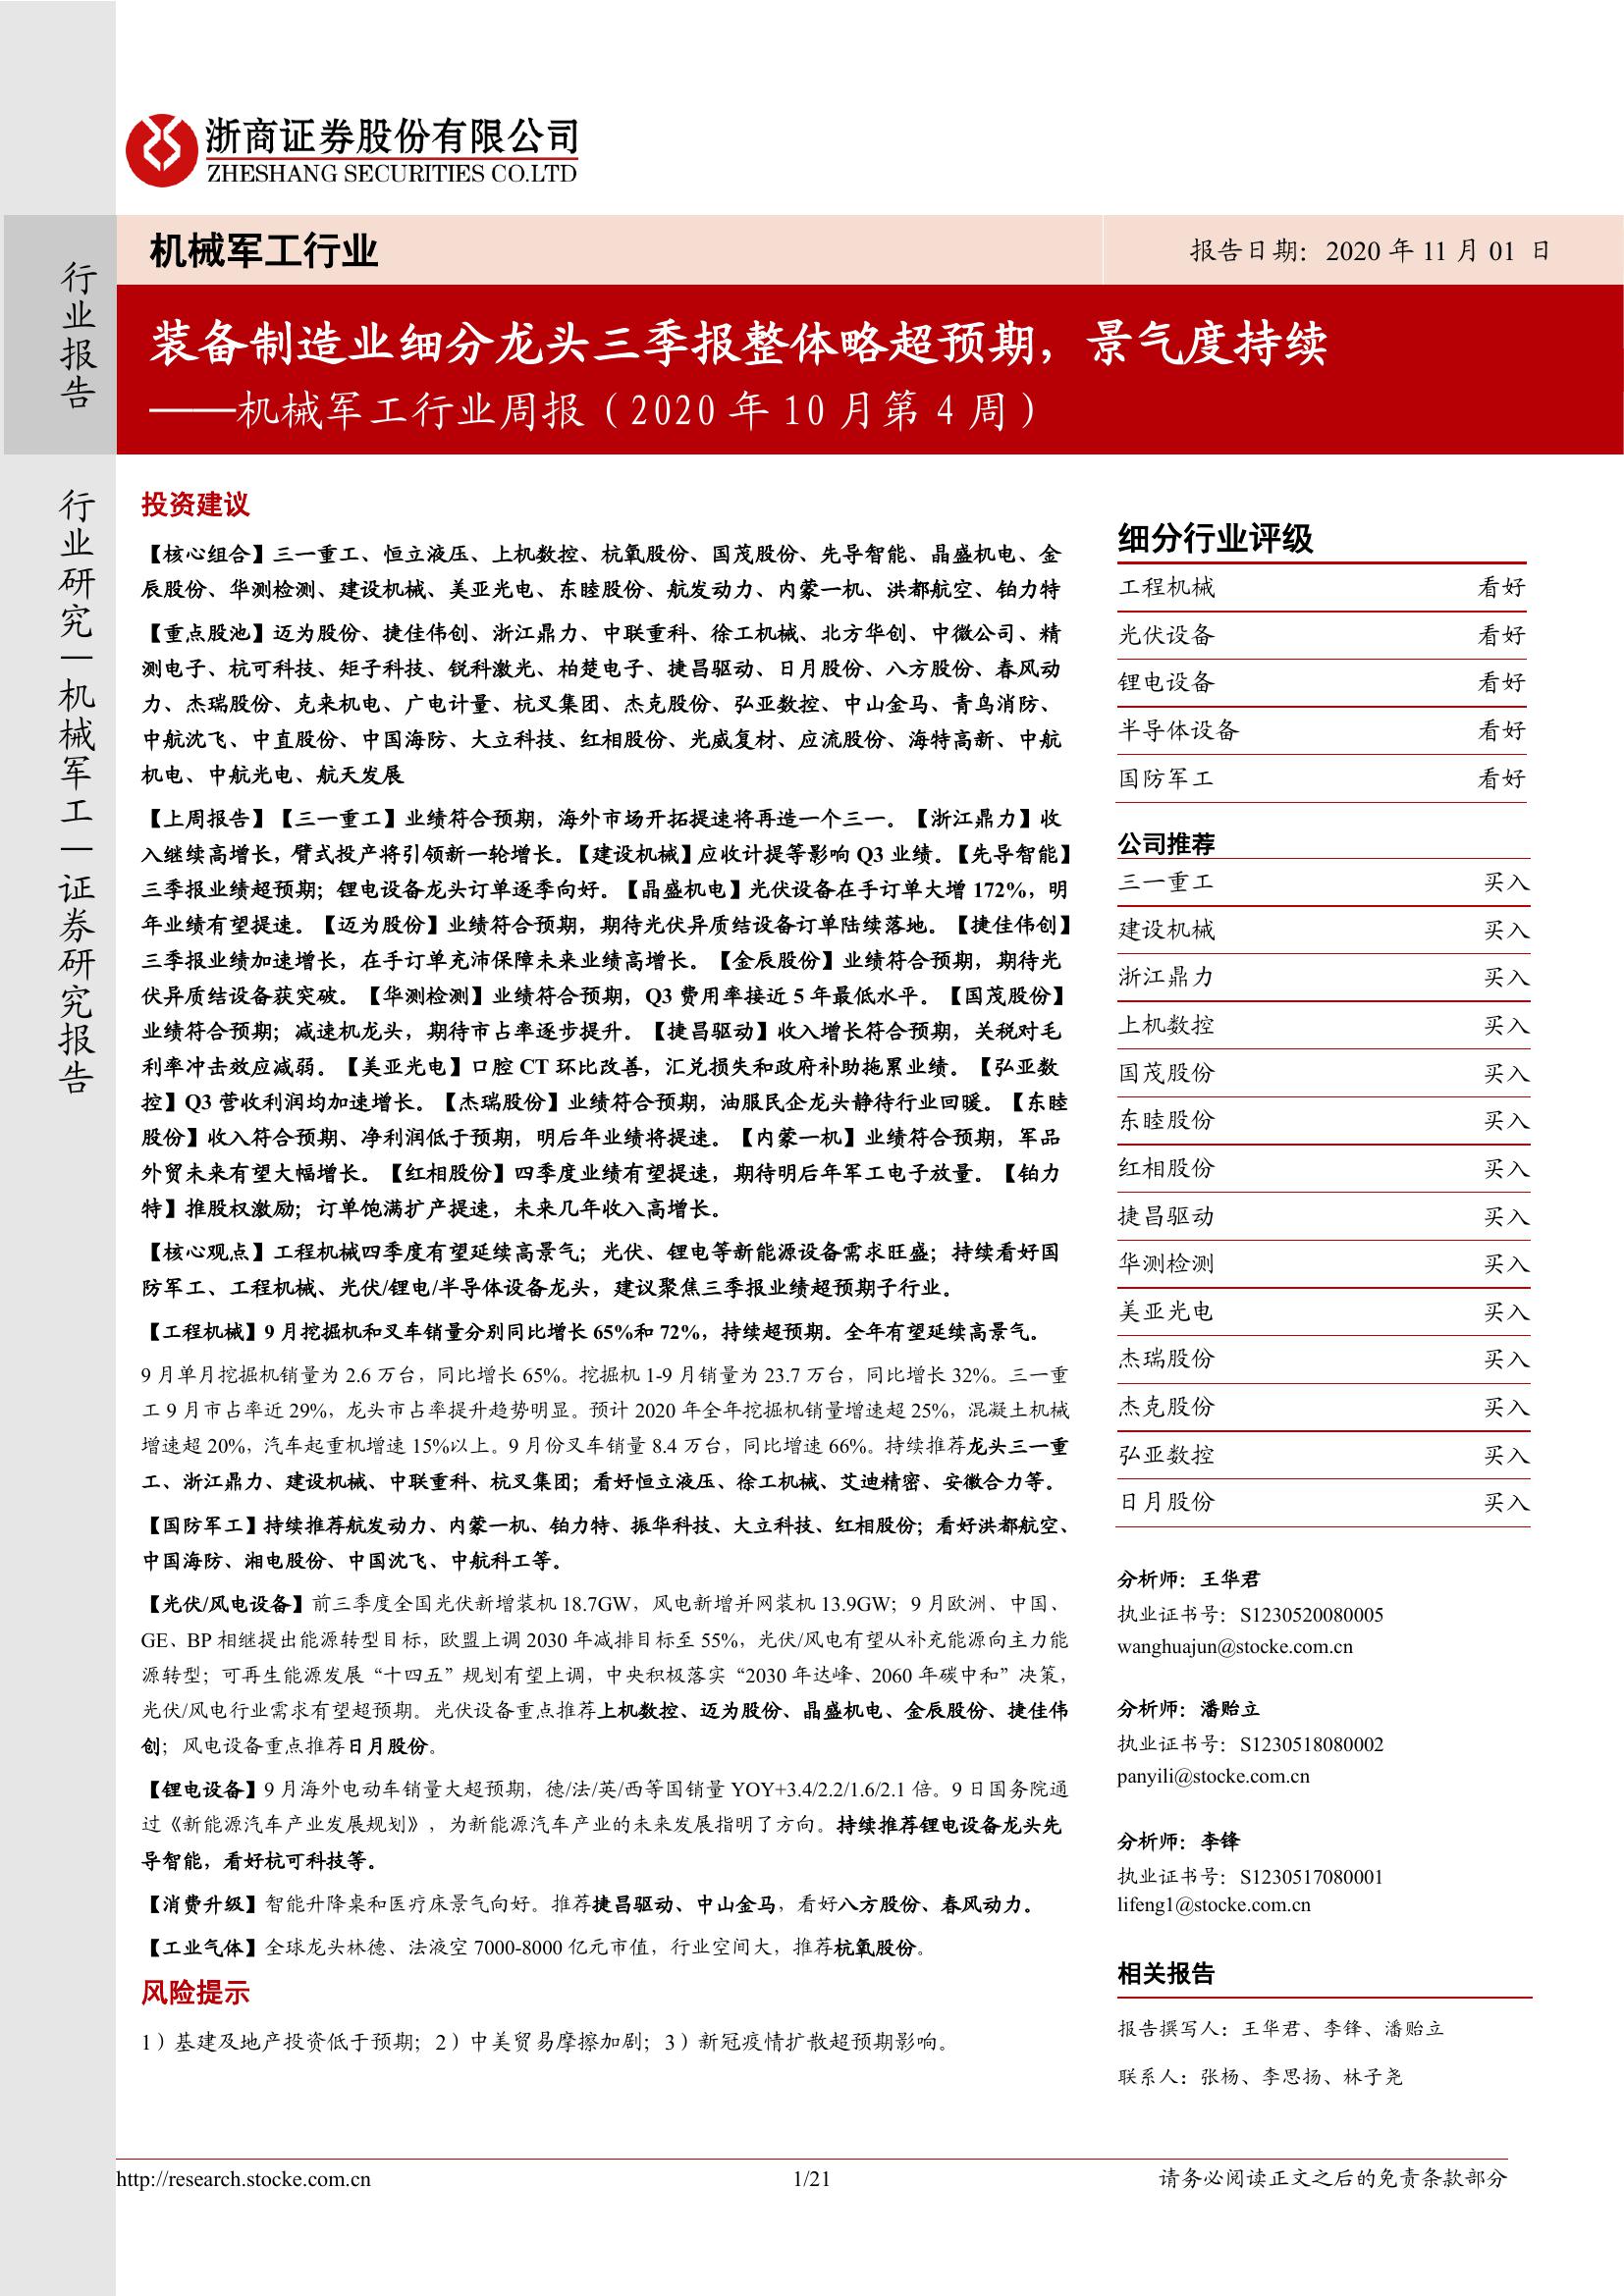 浙商证券股份有限公司
ZHESHANG SECURITIES CO.LTD
行业报告
行业研究—机械军工—证券研究报告
机械军工行业
报告日期：2020 年 11 月 01 日
装备制造业细分龙头三季报整体略超预期，景气度持续
——机械军工行业周报（2020 年 10 月第 4 周）
投资建议
【核心组合】三一重工、恒立液压、上机数控、杭氧股份、国茂股份、先导智能、晶盛机电、金
辰股份、华测检测、建设机械、美亚光电、东睦股份、航发动力、内蒙一机、洪都航空、铂力特
【重点股池】迈为股份、捷佳伟创、浙江鼎力、中联重科、徐工机械、北方华创、中微公司、精
测电子、杭可科技、矩子科技、锐科激光、柏楚电子、捷昌驱动、日月股份、八方股份、春风动
力、杰瑞股份、克来机电、广电计量、杭叉集团、杰克股份、弘亚数控、中山金马、青鸟消防、
中航沈飞、中直股份、中国海防、大立科技、红相股份、光威复材、应流股份、海特高新、中航
机电、中航光电、航天发展
【上周报告】【三一重工】业绩符合预期，海外市场开拓提速将再造一个三一。【浙江鼎力】收
入继续高增长，臂式投产将引领新一轮增长。【建设机械】应收计提等影响 Q3 业绩。【先导智能】
三季报业绩超预期；锂电设备龙头订单逐季向好。【晶盛机电】光伏设备在手订单大增 172%，明
年业绩有望提速。【迈为股份】业绩符合预期，期待光伏异质结设备订单陆续落地。【捷佳伟创】
三季报业绩加速增长，在手订单充沛保障未来业绩高增长。【金辰股份】业绩符合预期，期待光
伏异质结设备获突破。【华测检测】业绩符合预期，Q3 费用率接近 5 年最低水平。【国茂股份】
业绩符合预期；减速机龙头，期待市占率逐步提升。【捷昌驱动】收入增长符合预期，关税对毛
利率冲击效应减弱。【美亚光电】口腔 CT 环比改善，汇兑损失和政府补助拖累业绩。【弘亚数
控】Q3 营收利润均加速增长。【杰瑞股份】业绩符合预期，油服民企龙头静待行业回暖。【东睦
股份】收入符合预期、净利润低于预期，明后年业绩将提速。【内蒙一机】业绩符合预期，军品
外贸未来有望大幅增长。【红相股份】四季度业绩有望提速，期待明后年军工电子放量。【铂力
特】推股权激励；订单饱满扩产提速，未来几年收入高增长。
【核心观点】工程机械四季度有望延续高景气；光伏、锂电等新能源设备需求旺盛；持续看好国
防军工、工程机械、光伏/锂电/半导体设备龙头，建议聚焦三季报业绩超预期子行业。
【工程机械】9 月挖掘机和叉车销量分别同比增长 65%和 72%，持续超预期。全年有望延续高景气。
9 月单月挖掘机销量为 2.6 万台，同比增长 65%。挖掘机 1-9 月销量为 23.7 万台，同比增长 32%。三一重
工 9 月市占率近 29%，龙头市占率提升趋势明显。预计 2020 年全年挖掘机销量增速超 25%，混凝土机械
增速超 20%，汽车起重机增速 15%以上。9 月份叉车销量 8.4 万台，同比增速 66%。持续推荐龙头三一重
工、浙江鼎力、建设机械、中联重科、杭叉集团；看好恒立液压、徐工机械、艾迪精密、安徽合力等。
【国防军工】持续推荐航发动力、内蒙一机、铂力特、振华科技、大立科技、红相股份；看好洪都航空、
中国海防、湘电股份、中国沈飞、中航科工等。
【光伏/风电设备】前三季度全国光伏新增装机 18.7GW，风电新增并网装机 13.9GW；9 月欧洲、中国、
GE、BP 相继提出能源转型目标，欧盟上调 2030 年减排目标至 55%，光伏/风电有望从补充能源向主力能
源转型；可再生能源发展“十四五”规划有望上调，中央积极落实“2030 年达峰、2060 年碳中和”决策，
光伏/风电行业需求有望超预期。光伏设备重点推荐上机数控、迈为股份、晶盛机电、金辰股份、捷佳伟
创；风电设备重点推荐日月股份。
【锂电设备】9 月海外电动车销量大超预期，德/法/英/西等国销量 YOY+3.4/2.2/1.6/2.1 倍。9 日国务院通
过《新能源汽车产业发展规划》，为新能源汽车产业的未来发展指明了方向。持续推荐锂电设备龙头先
导智能，看好杭可科技等。
【消费升级】智能升降桌和医疗床景气向好。推荐捷昌驱动、中山金马，看好八方股份、春风动力。
【工业气体】全球龙头林德、法液空 7000-8000 亿元市值，行业空间大，推荐杭氧股份。
风险提示
1）基建及地产投资低于预期；2）中美贸易摩擦加剧；3）新冠疫情扩散超预期影响。
细分行业评级
工程机械 看好
光伏设备 看好
锂电设备 看好
半导体设备 看好
国防军工 看好
公司推荐
三一重工 买入
建设机械 买入
浙江鼎力 买入
上机数控 买入
国茂股份 买入
东睦股份 买入
红相股份 买入
捷昌驱动 买入
华测检测 买入
美亚光电 买入
杰瑞股份 买入
杰克股份 买入
弘亚数控 买入
日月股份 买入
分析师：王华君
执业证书号：S1230520080005
wanghuajun@stocke.com.cn
分析师：潘贻立
执业证书号：S1230518080002
panyili@stocke.com.cn
分析师：李锋
执业证书号：S1230517080001
lifeng1@stocke.com.cn
相关报告
报告撰写人：王华君、李锋、潘贻立
联系人：张杨、李思扬、林子尧
http://research.stocke.com.cn 1/21 请务必阅读正文之后的免责条款部分